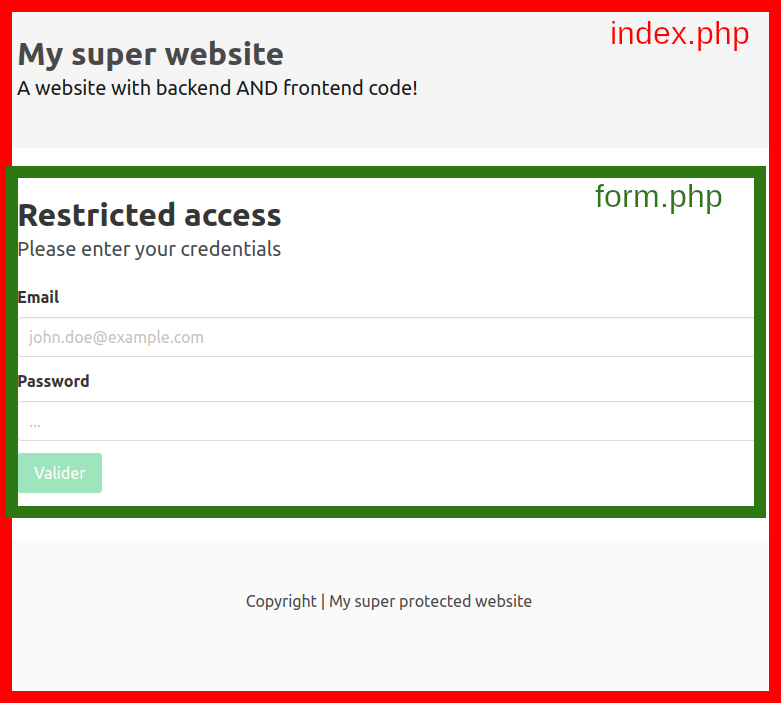 index.php
My super website
A website with backend AND frontend code!
form.php
Restricted access
Please enter your credentials
Email
john.doe@example.com
Password
...
Valider
Copyright | My super protected website